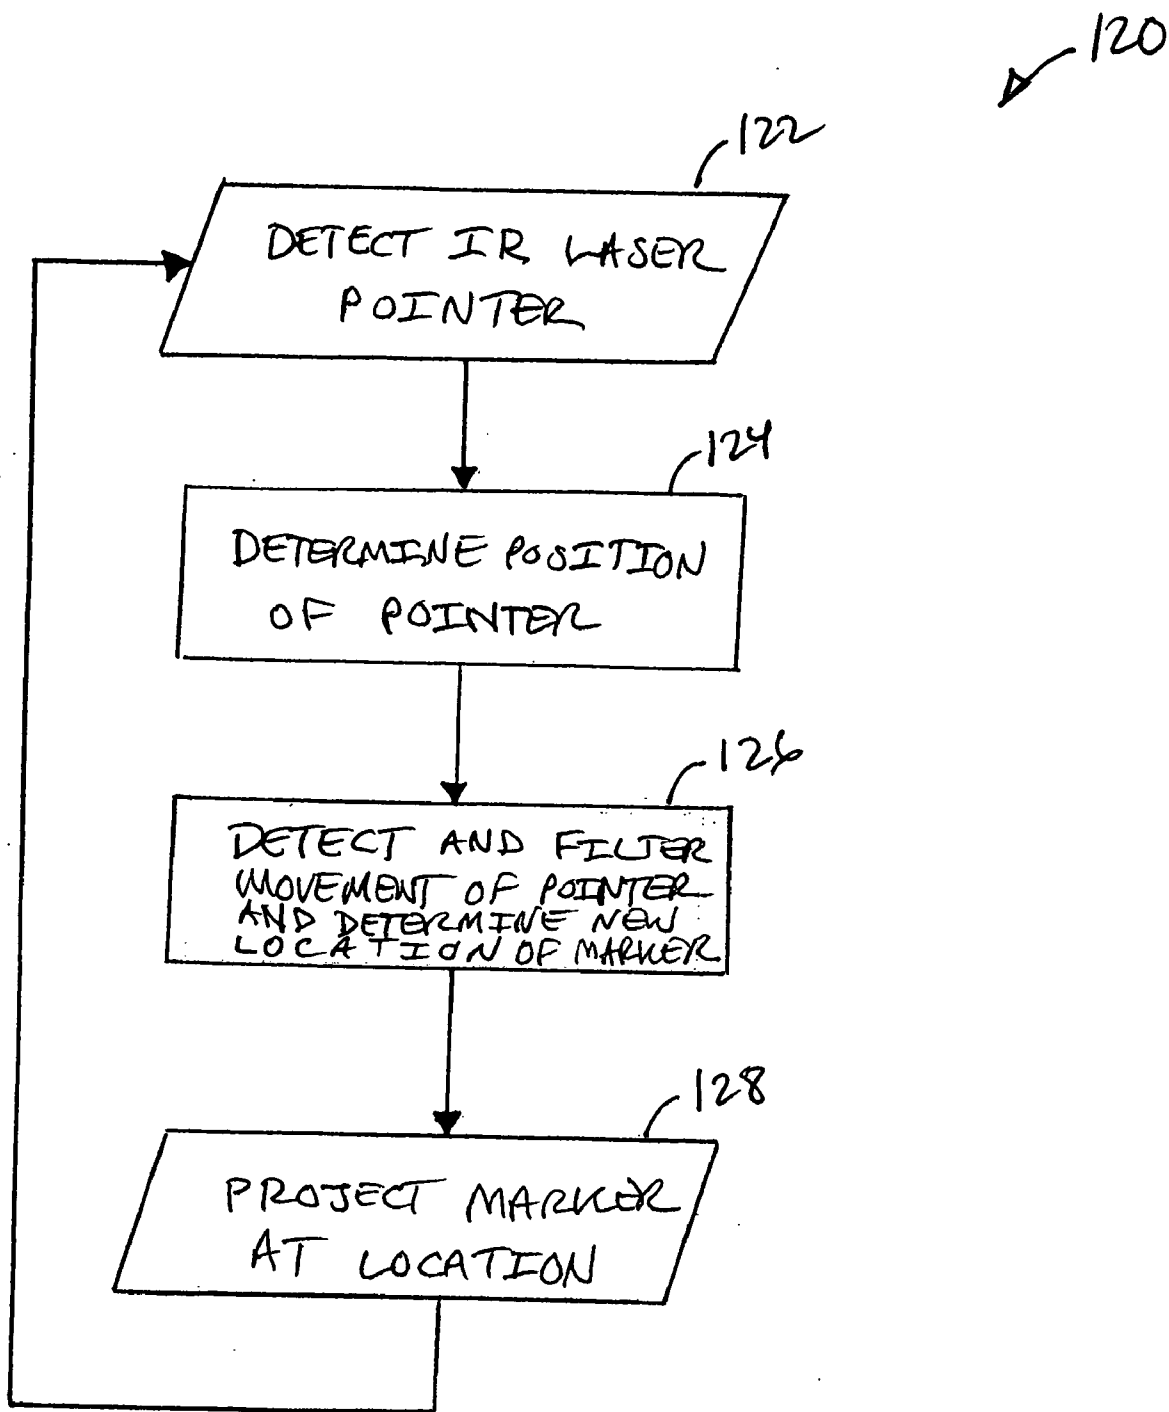 120
122
DETECT IR LASER
POINTER
124
DETERMINE POSITION
OF POINTER
126
DETECT AND FILTER
MOVEMENT OF POINTER
AND DETERMINE NEW
LOCATION OF MARKER
128
PROJECT MARKER
AT LOCATION